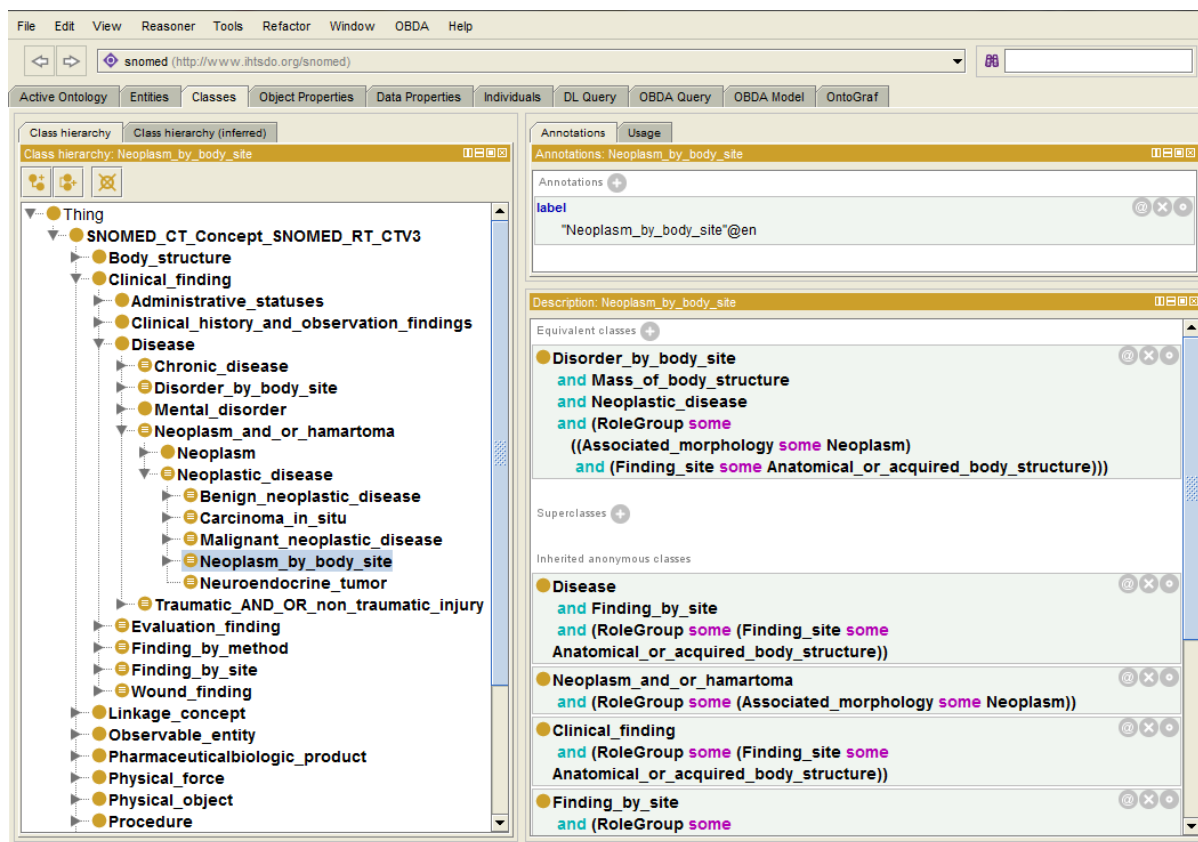 File Edit View Reasoner Tools Refactor Window OBDA Help
snomed (http://www.ihtsdo.org/snomed)
Active Ontology Entities Classes Object Properties Data Properties Individuals DL Query OBDA Query OBDA Model OntoGraf
Class hierarchy Class hierarchy (inferred)
Class hierarchy: Neoplasm_by_body_site
Thing
SNOMED_CT_Concept_SNOMED_RT_CTV3
Body_structure
Clinical_finding
Administrative_statuses
Clinical_history_and_observation_findings
Disease
Chronic_disease
Disorder_by_body_site
Mental_disorder
Neoplasm_and_or_hamartoma
Neoplasm
Neoplastic_disease
Benign_neoplastic_disease
Carcinoma_in_situ
Malignant_neoplastic_disease
Neoplasm_by_body_site
Neuroendocrine_tumor
Traumatic_AND_OR_non_traumatic_injury
Evaluation_finding
Finding_by_method
Finding_by_site
Wound_finding
Linkage_concept
Observable_entity
Pharmaceuticalbiologic_product
Physical_force
Physical_object
Procedure
Annotations Usage
Annotations: Neoplasm_by_body_site
Annotations
label
"Neoplasm_by_body_site"@en
Description: Neoplasm_by_body_site
Equivalent classes
Disorder_by_body_site
and Mass_of_body_structure
and Neoplastic_disease
and (RoleGroup some
((Associated_morphology some Neoplasm)
and (Finding_site some Anatomical_or_acquired_body_structure)))
Superclasses
Inherited anonymous classes
Disease
and Finding_by_site
and (RoleGroup some (Finding_site some
Anatomical_or_acquired_body_structure))
Neoplasm_and_or_hamartoma
and (RoleGroup some (Associated_morphology some Neoplasm))
Clinical_finding
and (RoleGroup some (Finding_site some
Anatomical_or_acquired_body_structure))
Finding_by_site
and (RoleGroup some